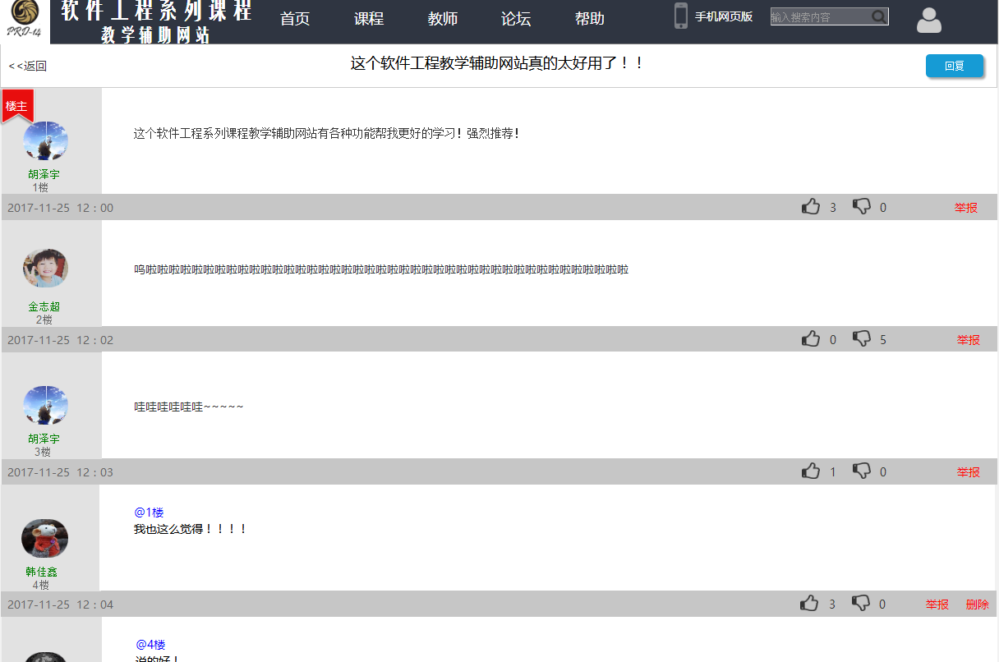 PRD-14
软件工程系列课程
教学辅助网站
首页 课程 教师 论坛 帮助 手机网页版 输入搜索内容
<<返回 这个软件工程教学辅助网站真的太好用了！！ 回复
楼主
这个软件工程系列课程教学辅助网站有各种功能帮我更好的学习！强烈推荐！
胡泽宇
1楼
2017-11-25 12：00 3 0 举报
呜啦啦啦啦啦啦啦啦啦啦啦啦啦啦啦啦啦啦啦啦啦啦啦啦啦啦啦啦啦啦啦啦啦啦啦啦啦啦啦啦啦啦
金志超
2楼
2017-11-25 12：02 0 5 举报
哇哇哇哇哇哇~~~~~
胡泽宇
3楼
2017-11-25 12：03 1 0 举报
@1楼
我也这么觉得！！！！
韩佳鑫
4楼
2017-11-25 12：04 3 0 举报 删除
@4楼
说的好！